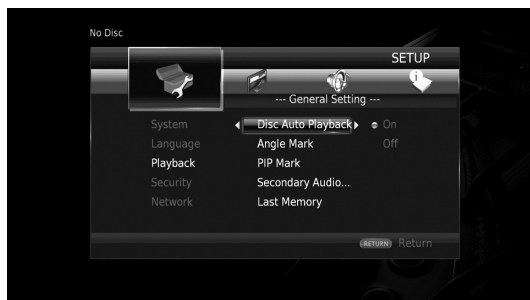 No Disc
SETUP
--- General Setting ---
System
Language
Playback
Security
Network
Disc Auto Playback
Angle Mark
PIP Mark
Secondary Audio...
Last Memory
On
Off
RETURN Return